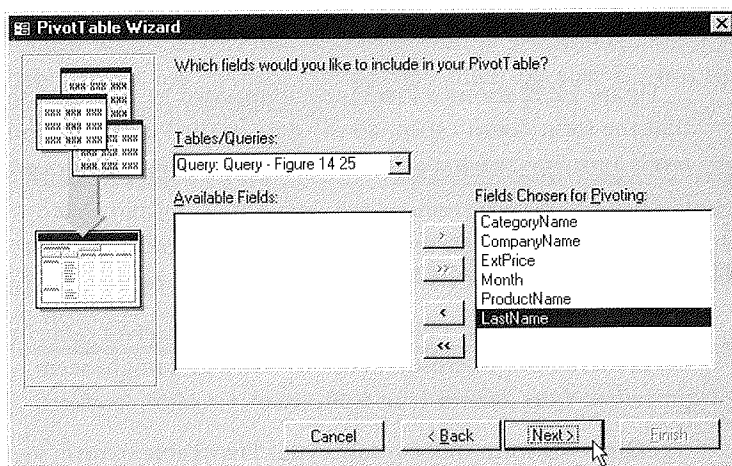 PivotTable Wizard
Which fields would you like to include in your PivotTable?
Tables/Queries:
Query: Query - Figure 14 25
Available Fields:
Fields Chosen for Pivoting:
CategoryName
CompanyName
ExtPrice
Month
ProductName
LastName
>
>>
<
<<
Cancel
< Back
Next >
Finish